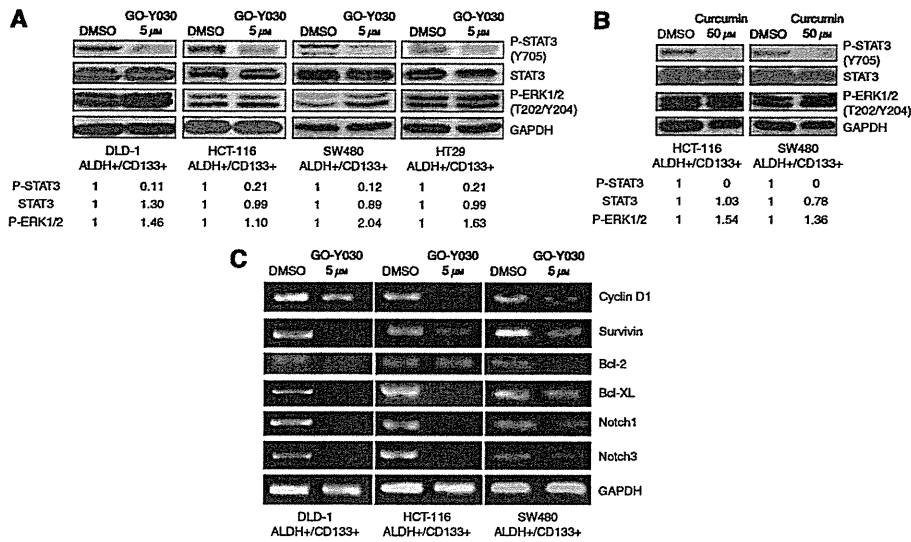 A
GO-Y030 GO-Y030 GO-Y030 GO-Y030
DMSO 5 μM DMSO 5 μM DMSO 5 μM DMSO 5 μM
P-STAT3
(Y705)
STAT3
P-ERK1/2
(T202/Y204)
GAPDH
DLD-1 HCT-116 SW480 HT29
ALDH+/CD133+ ALDH+/CD133+ ALDH+/CD133+ ALDH+/CD133+
P-STAT3 1 0.11 1 0.21 1 0.12 1 0.21
STAT3 1 1.30 1 0.99 1 0.89 1 0.99
P-ERK1/2 1 1.46 1 1.10 1 2.04 1 1.63
B
Curcumin Curcumin
DMSO 50 μM DMSO 50 μM
P-STAT3
(Y705)
STAT3
P-ERK1/2
(T202/Y204)
GAPDH
HCT-116 SW480
ALDH+/CD133+ ALDH+/CD133+
P-STAT3 1 0 1 0
STAT3 1 1.03 1 0.78
P-ERK1/2 1 1.54 1 1.36
C
GO-Y030 GO-Y030 GO-Y030
DMSO 5 μM DMSO 5 μM DMSO 5 μM
Cyclin D1
Survivin
Bcl-2
Bcl-XL
Notch1
Notch3
GAPDH
DLD-1 HCT-116 SW480
ALDH+/CD133+ ALDH+/CD133+ ALDH+/CD133+